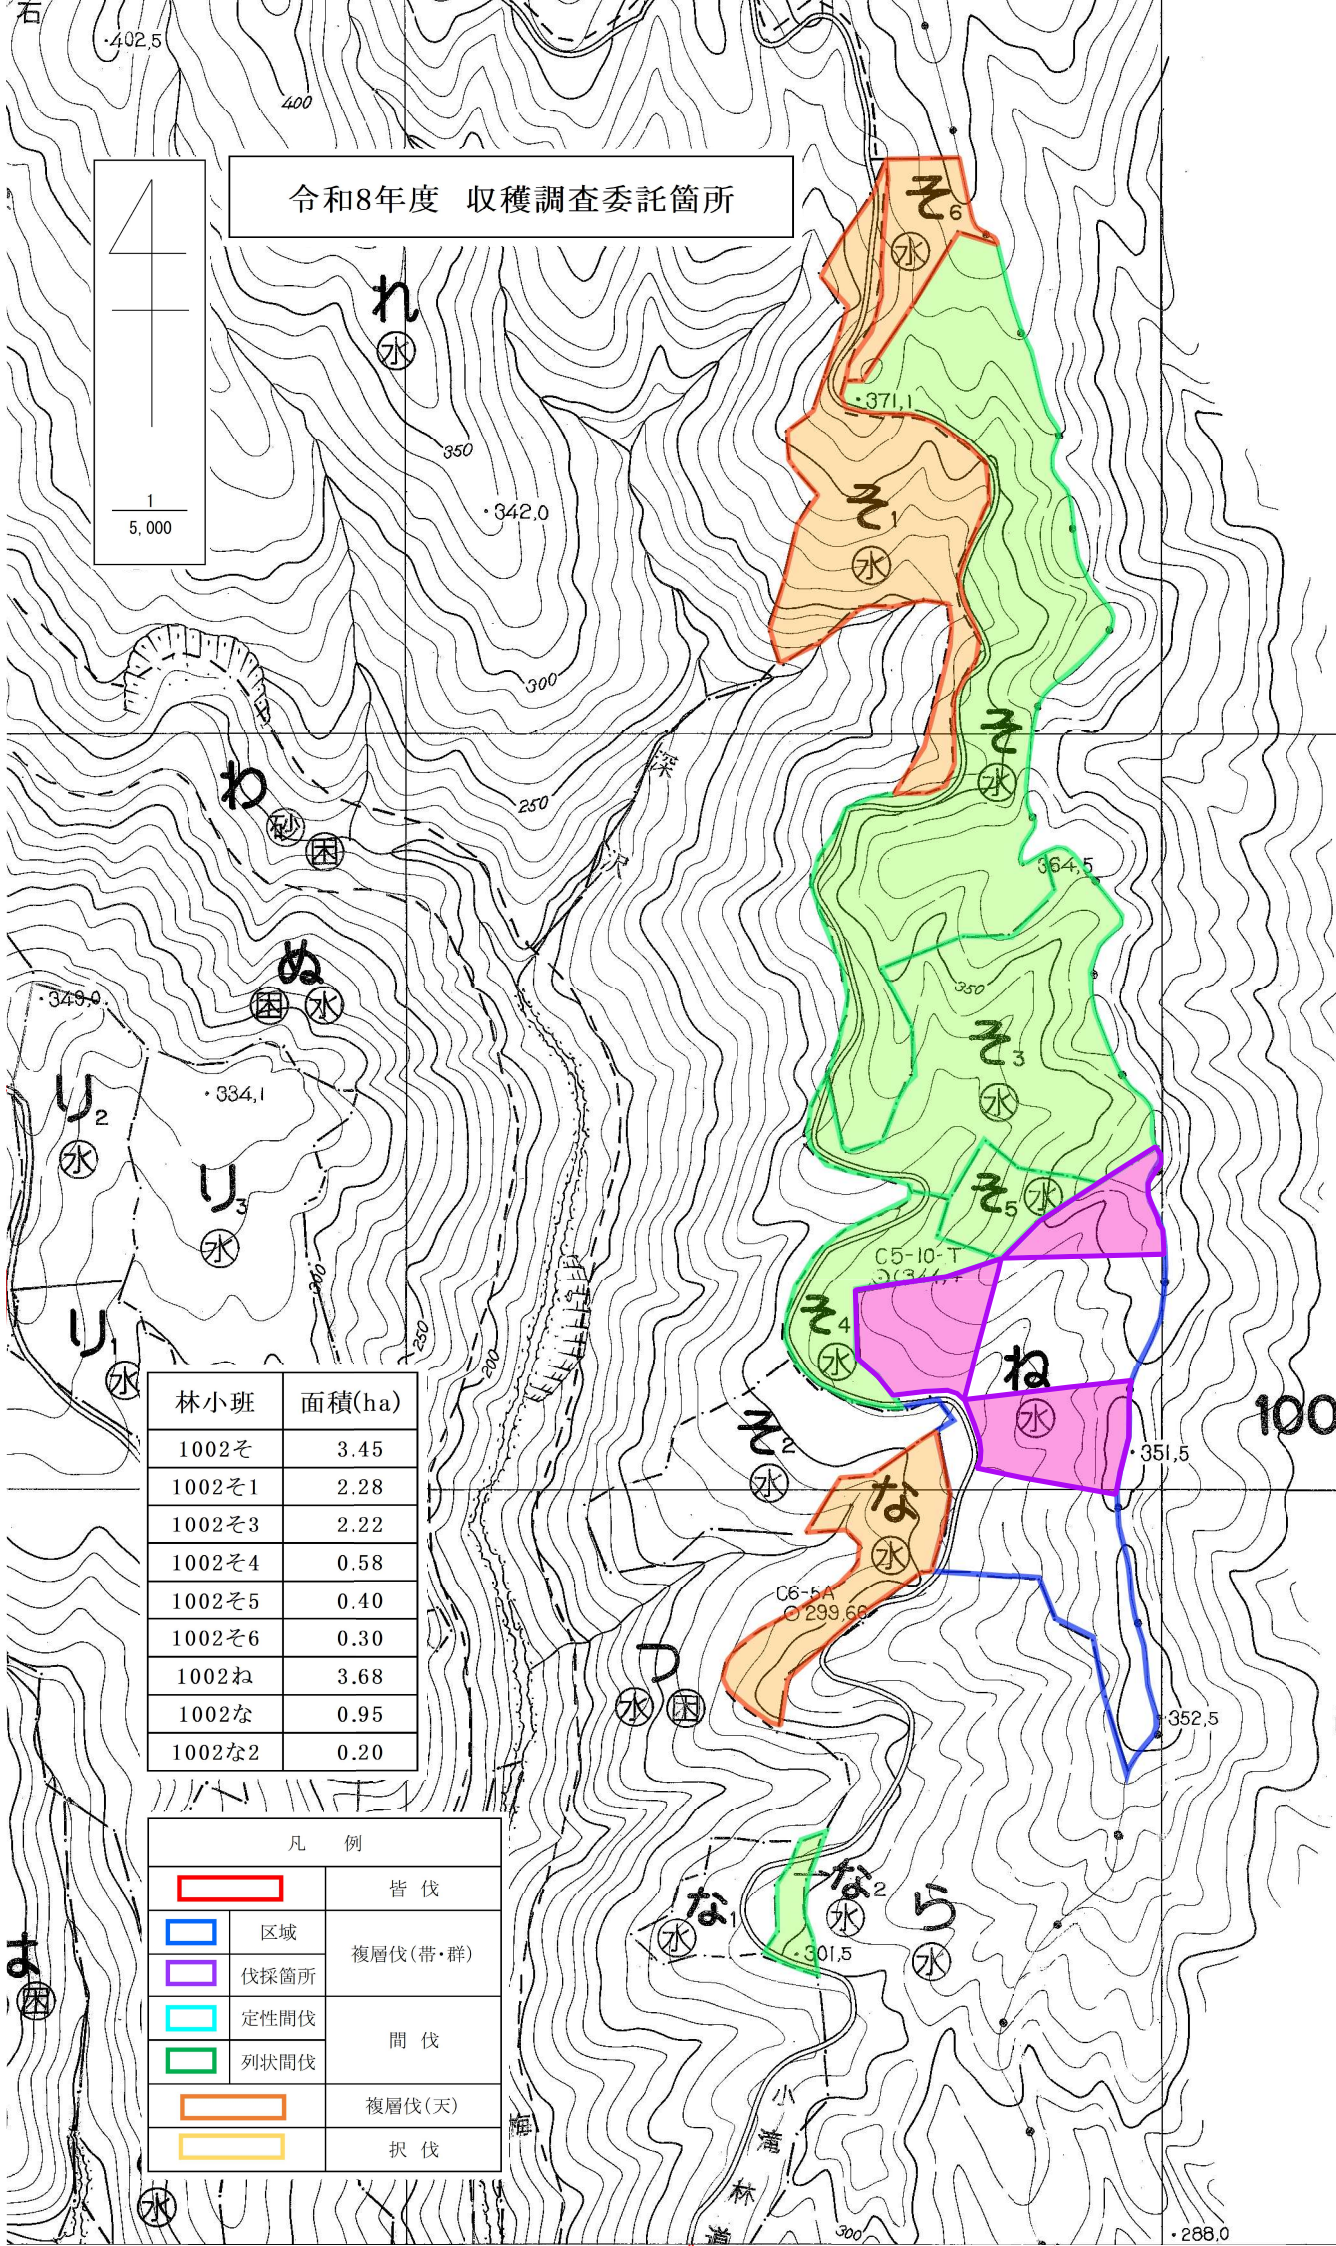 石
・402,5
400
令和8年度 収穫調査委託箇所
1
5,000
そ6
水
れ
水
・371,1
350
・342,0
そ1
水
300
そ
水
深
沢
わ
砂
困
250
364,5
ぬ
困 水
・349,0
350
そ3
水
・334,1
り2
水
り3
水
そ5 水
C5-10-T
300
250
200
り1
水
そ4
水
ね
水
100
・351,5
そ2
水
な
水
C6-5A
299,66
つ
水 困
352,5
林小班 面積(ha)
1002そ 3.45
1002そ1 2.28
1002そ3 2.22
1002そ4 0.58
1002そ5 0.40
1002そ6 0.30
1002ね 3.68
1002な 0.95
1002な2 0.20
な1
水
な2
水
ら
水
・301,5
凡 例
皆 伐
区域
伐採箇所
複層伐(帯・群)
定性間伐
列状間伐
間 伐
複層伐(天)
択 伐
よ
困
水
小
滝
林
道
300
・288,0